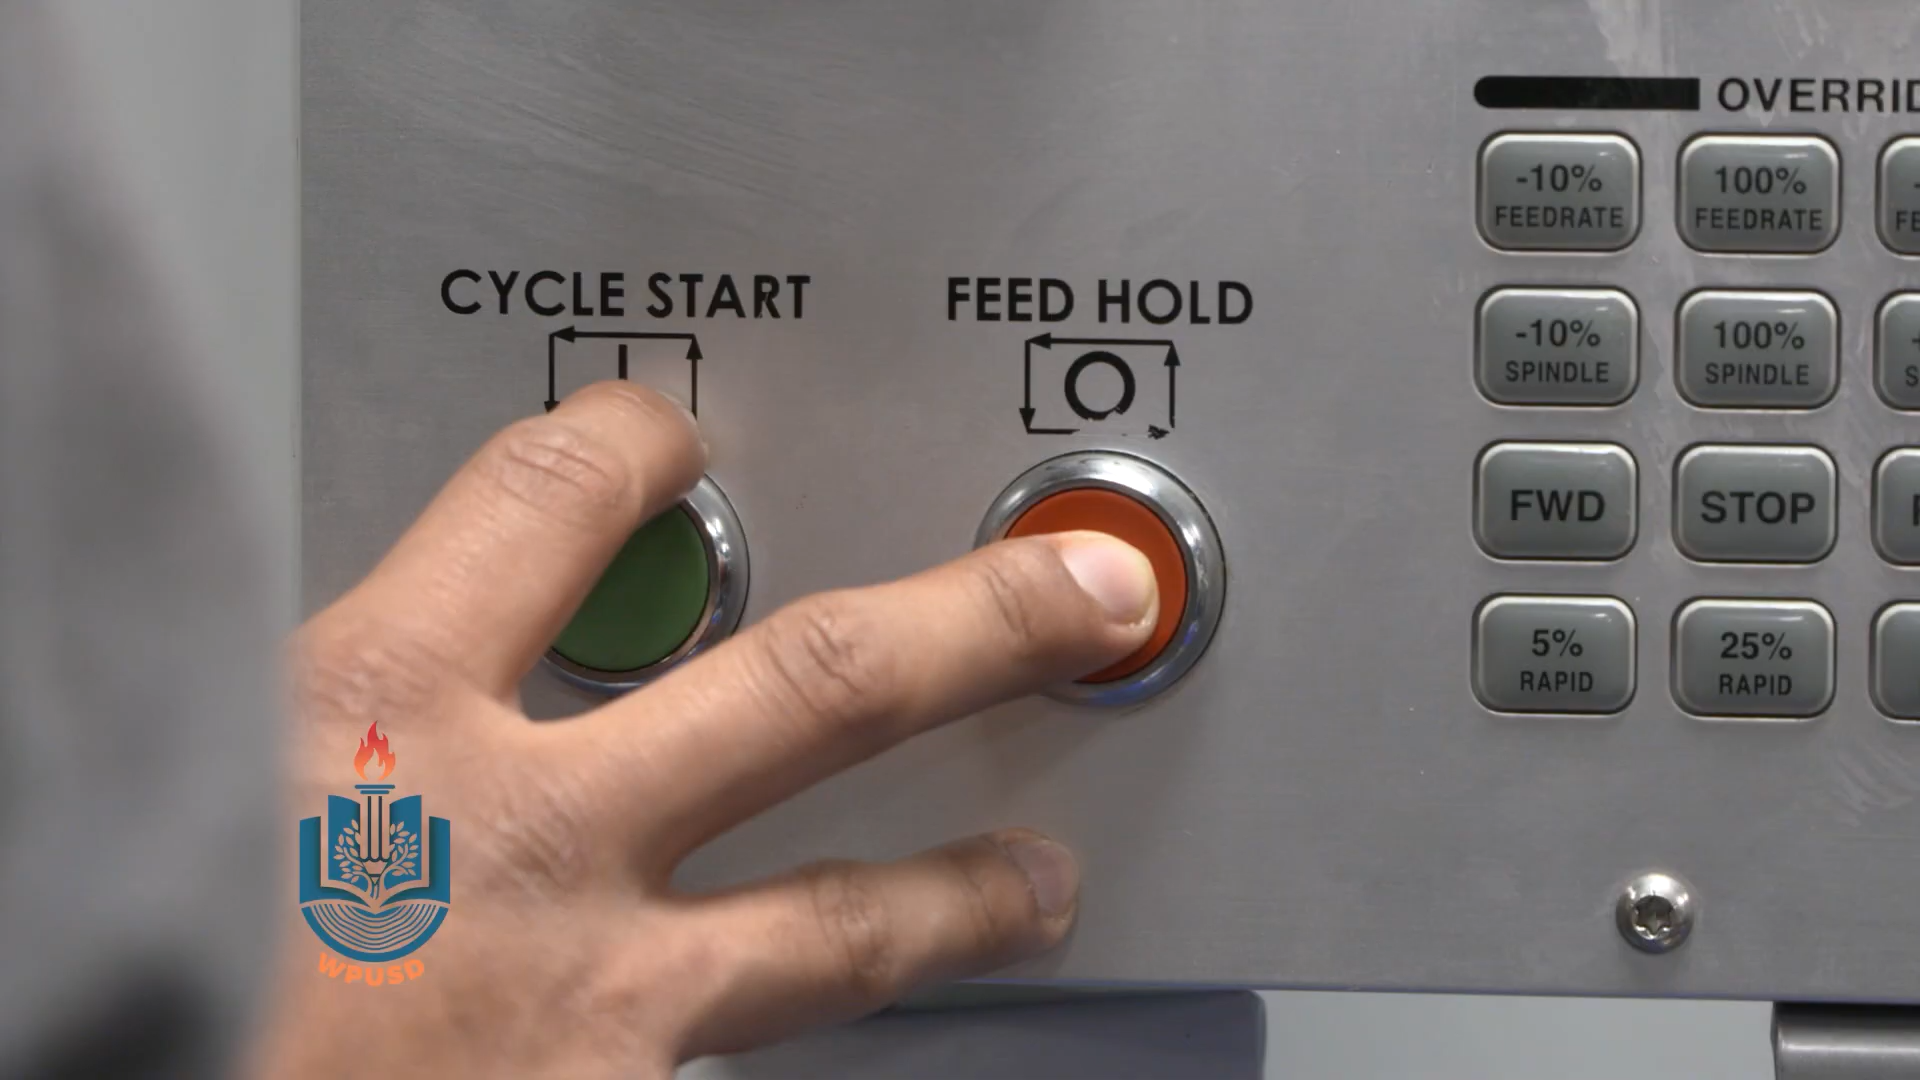 OVERRID
-10%
FEEDRATE
100%
FEEDRATE
CYCLE START
FEED HOLD
-10%
SPINDLE
100%
SPINDLE
FWD
STOP
5%
RAPID
25%
RAPID
WPUSD